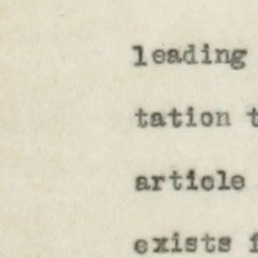 leading
tation t
article
exists f